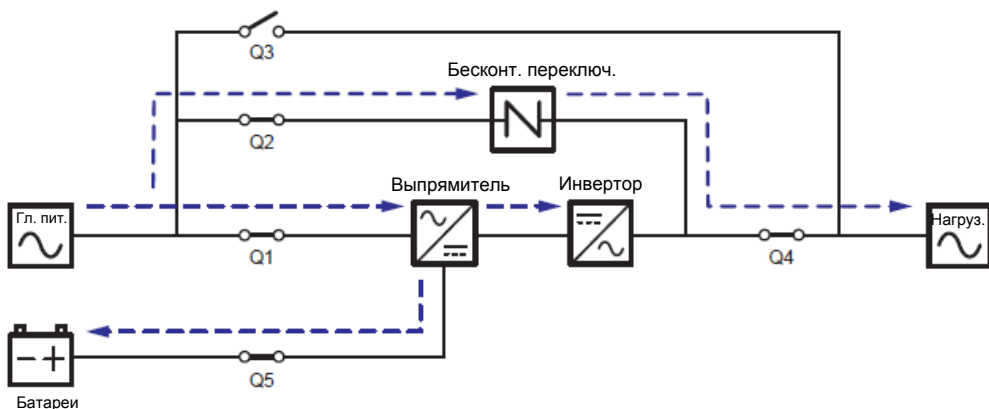 Q3
Бесконт. переключ.
Q2
Выпрямитель
Инвертор
Гл. пит.
Нагруз.
Q1
Q4
Q5
Батареи